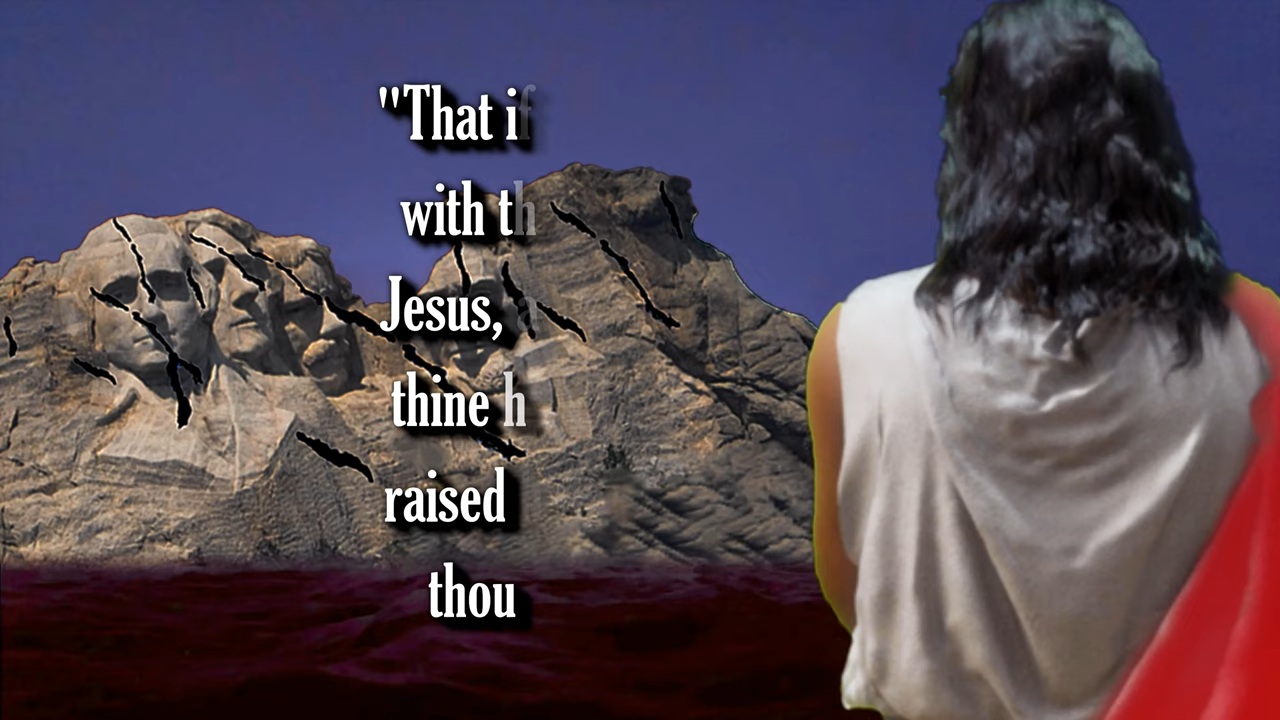 "That if
with th
Jesus, a
thine h
raised
thou